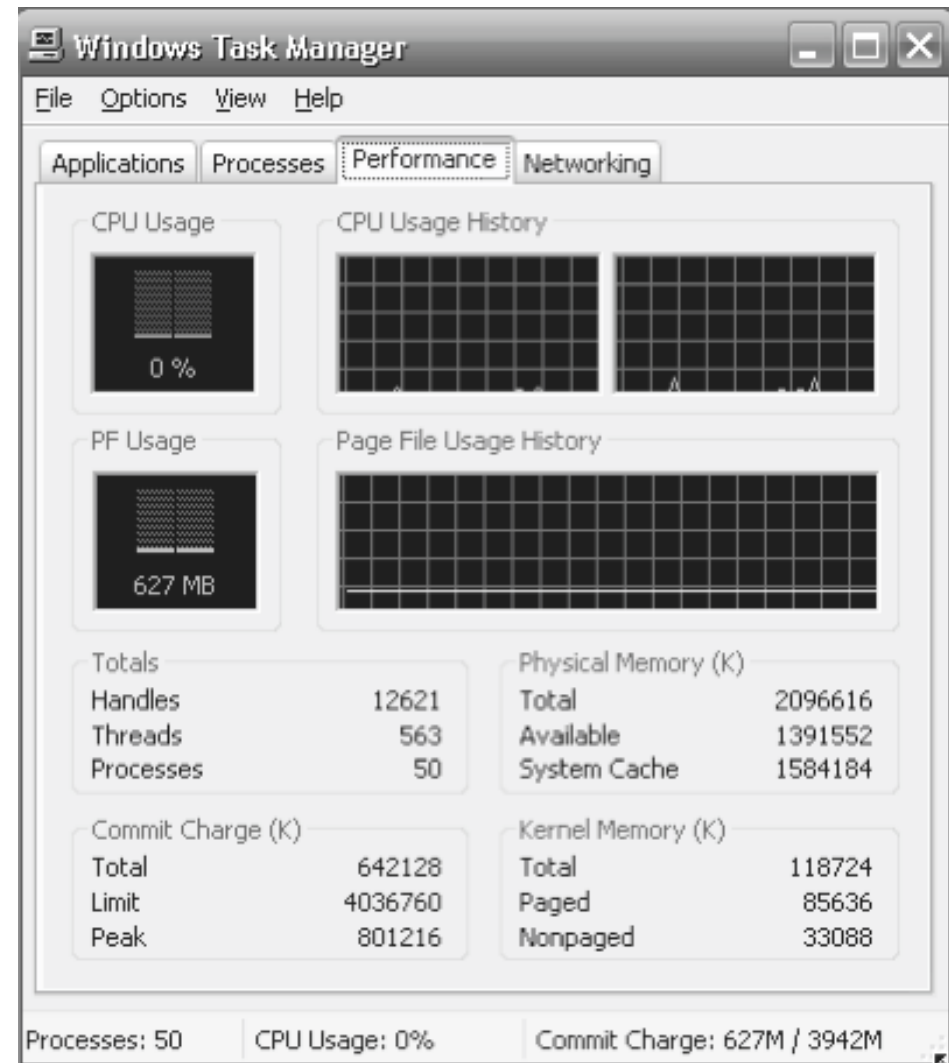 Windows Task Manager
File Options View Help
Applications Processes Performance Networking
CPU Usage CPU Usage History
0 %
PF Usage Page File Usage History
627 MB
Totals Physical Memory (K)
Handles 12621 Total 2096616
Threads 563 Available 1391552
Processes 50 System Cache 1584184
Commit Charge (K) Kernel Memory (K)
Total 642128 Total 118724
Limit 4036760 Paged 85636
Peak 801216 Nonpaged 33088
Processes: 50 CPU Usage: 0% Commit Charge: 627M / 3942M